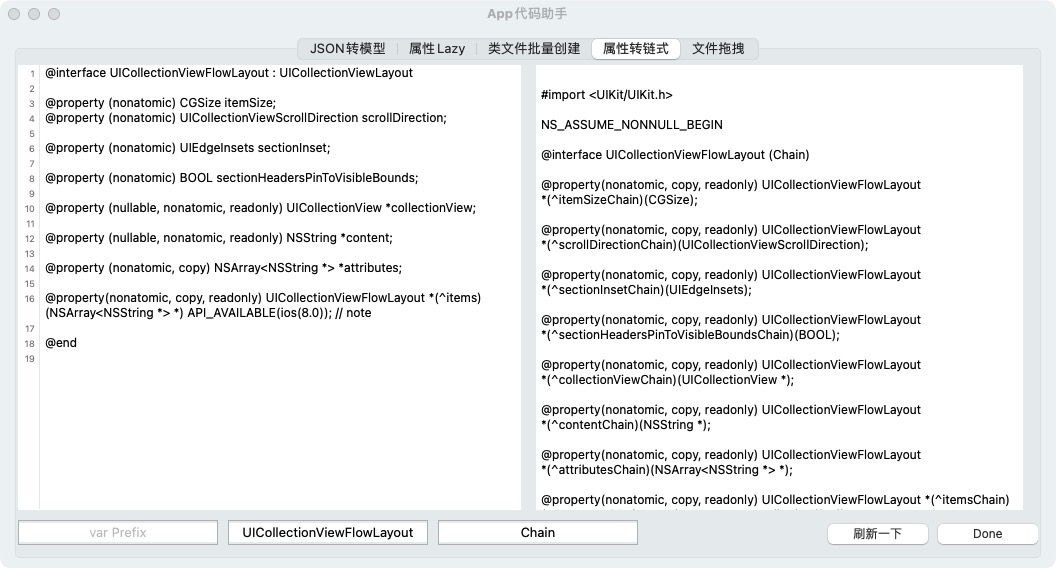 App代码助手
JSON转模型 属性Lazy 类文件批量创建 属性转链式 文件拖拽
1 @interface UICollectionViewFlowLayout : UICollectionViewLayout
2
3 @property (nonatomic) CGSize itemSize;
4 @property (nonatomic) UICollectionViewScrollDirection scrollDirection;
5
6 @property (nonatomic) UIEdgeInsets sectionInset;
7
8 @property (nonatomic) BOOL sectionHeadersPinToVisibleBounds;
9
10 @property (nullable, nonatomic, readonly) UICollectionView *collectionView;
11
12 @property (nullable, nonatomic, readonly) NSString *content;
13
14 @property (nonatomic, copy) NSArray<NSString *> *attributes;
15
16 @property(nonatomic, copy, readonly) UICollectionViewFlowLayout *(^items)
(NSArray<NSString *> *) API_AVAILABLE(ios(8.0)); // note
17
18 @end
19
#import <UIKit/UIKit.h>
NS_ASSUME_NONNULL_BEGIN
@interface UICollectionViewFlowLayout (Chain)
@property(nonatomic, copy, readonly) UICollectionViewFlowLayout
*(^itemSizeChain)(CGSize);
@property(nonatomic, copy, readonly) UICollectionViewFlowLayout
*(^scrollDirectionChain)(UICollectionViewScrollDirection);
@property(nonatomic, copy, readonly) UICollectionViewFlowLayout
*(^sectionInsetChain)(UIEdgeInsets);
@property(nonatomic, copy, readonly) UICollectionViewFlowLayout
*(^sectionHeadersPinToVisibleBoundsChain)(BOOL);
@property(nonatomic, copy, readonly) UICollectionViewFlowLayout
*(^collectionViewChain)(UICollectionView *);
@property(nonatomic, copy, readonly) UICollectionViewFlowLayout
*(^contentChain)(NSString *);
@property(nonatomic, copy, readonly) UICollectionViewFlowLayout
*(^attributesChain)(NSArray<NSString *> *);
@property(nonatomic, copy, readonly) UICollectionViewFlowLayout *(^itemsChain)
var Prefix UICollectionViewFlowLayout Chain 刷新一下 Done